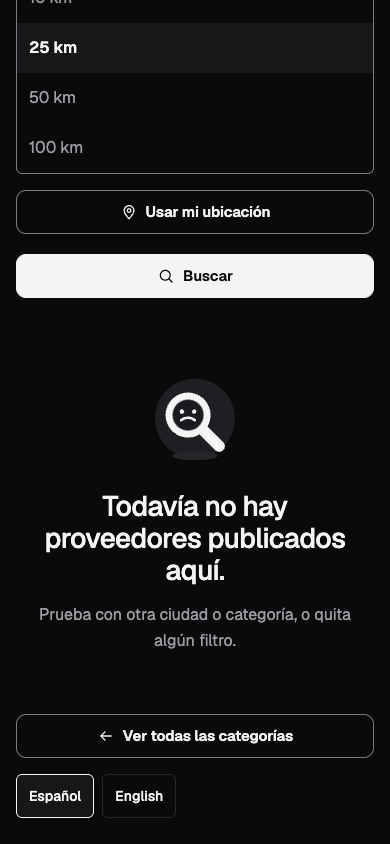 25 km
50 km
100 km
Usar mi ubicación
Buscar
Todavía no hay
proveedores publicados
aquí.
Prueba con otra ciudad o categoría, o quita
algún filtro.
Ver todas las categorías
Español
English